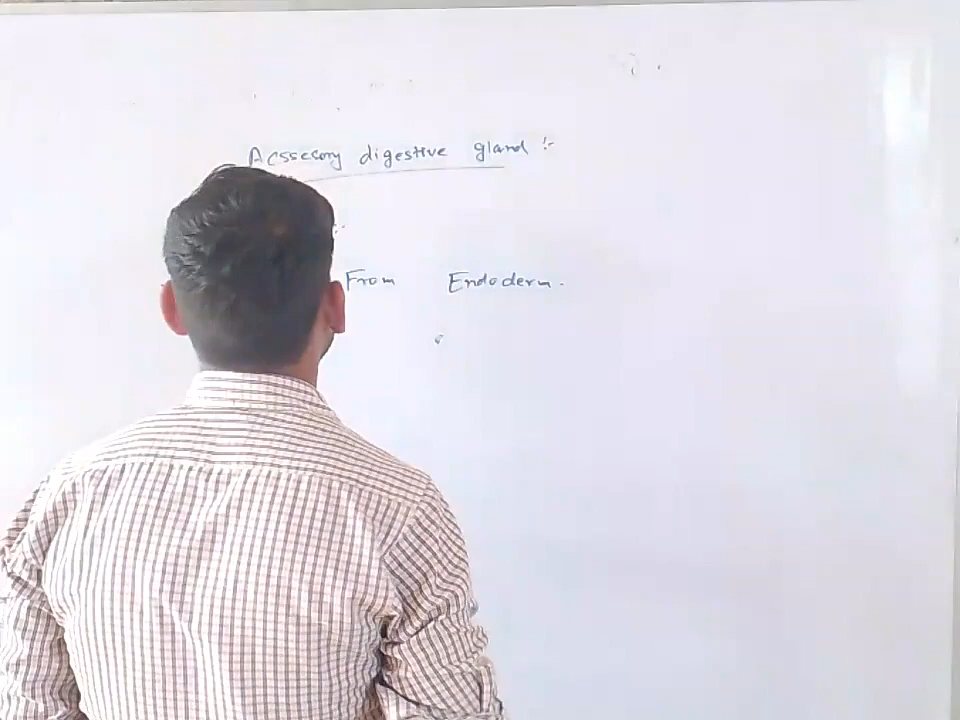 Acssesory digestive gland :-
From Endoderm.